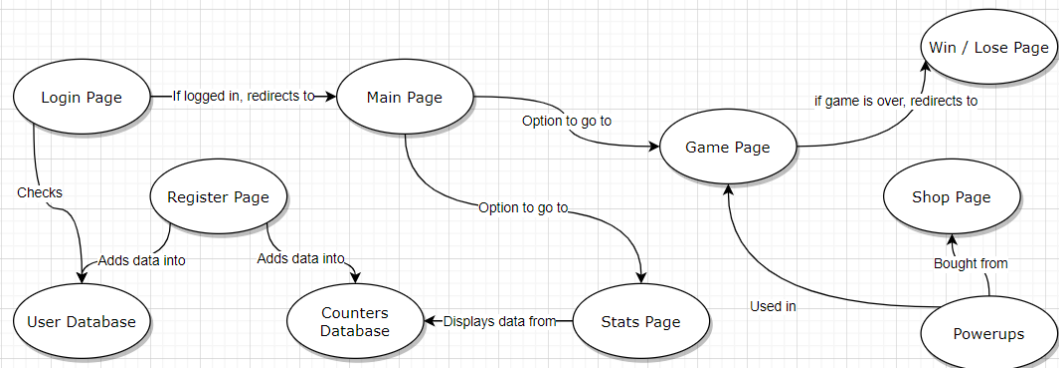 Win / Lose Page
Login Page
If logged in, redirects to
Main Page
if game is over, redirects to
Option to go to
Game Page
Checks
Register Page
Option to go to
Shop Page
Adds data into
Adds data into
Bought from
User Database
Counters
Database
Displays data from
Stats Page
Used in
Powerups